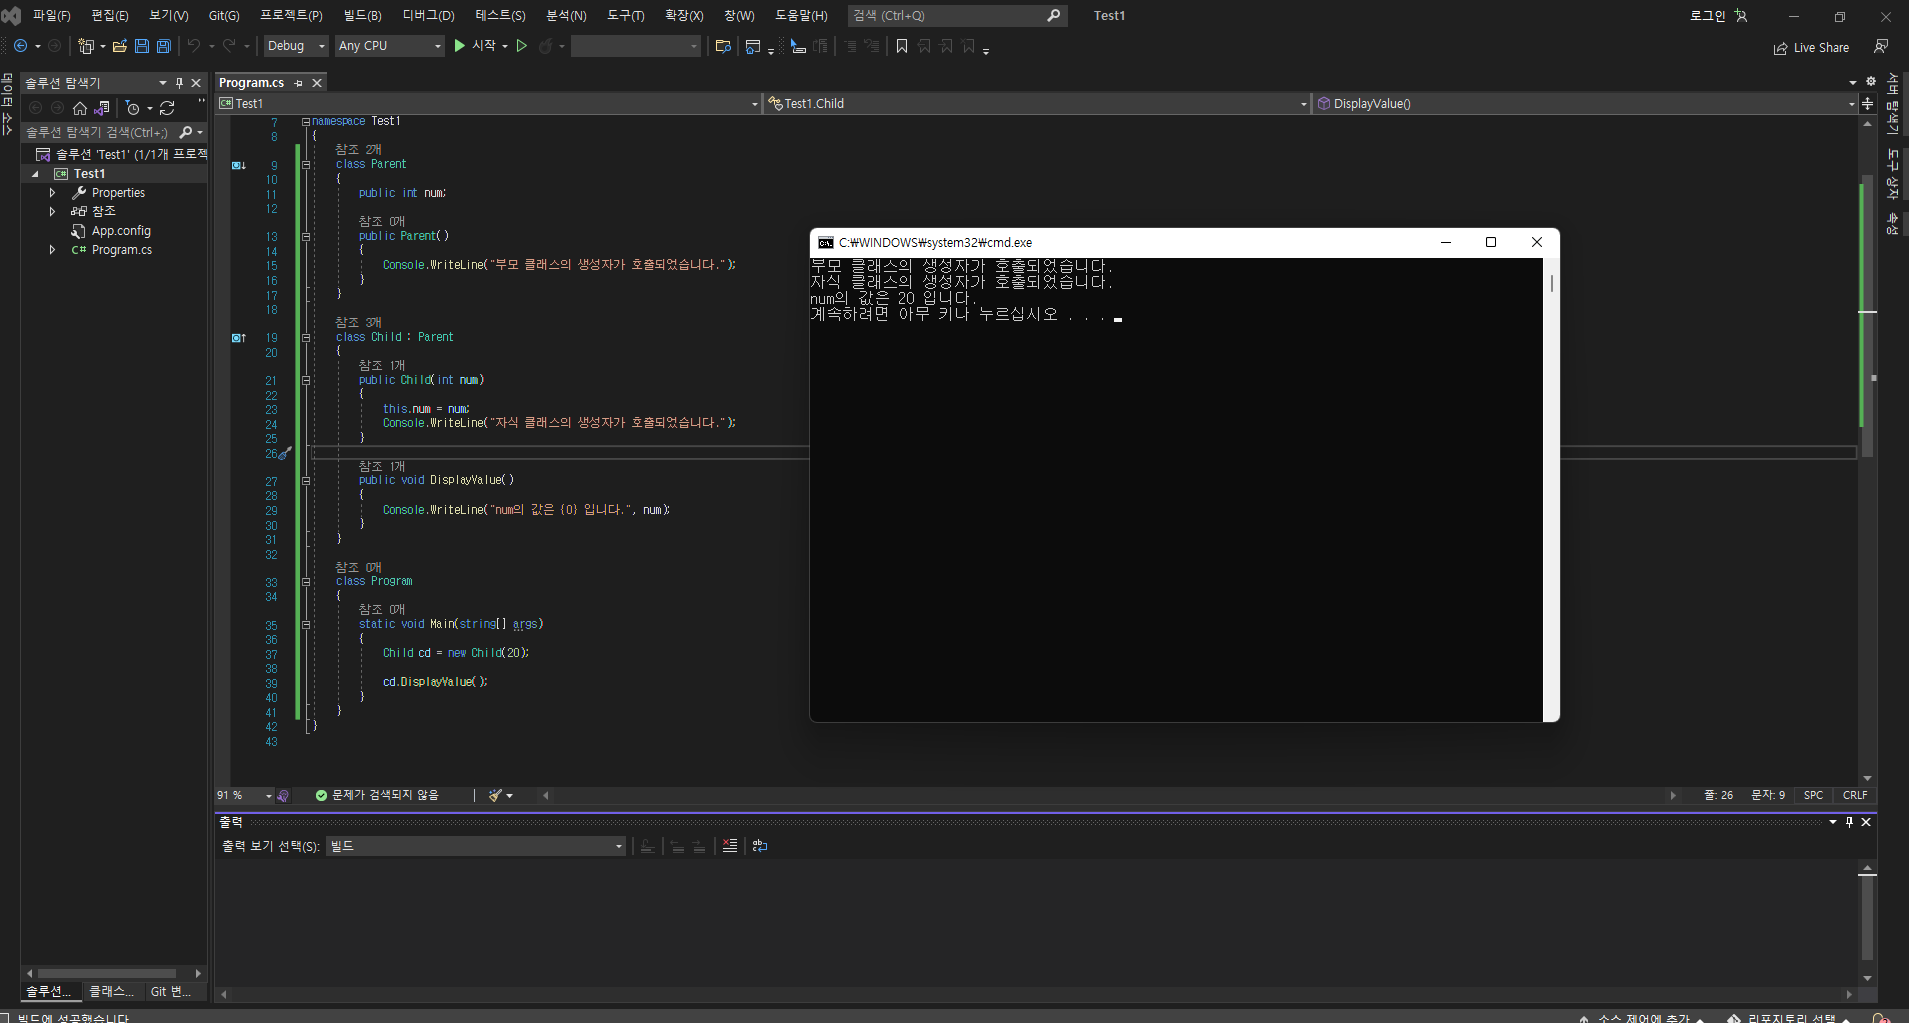 파일(F) 편집(E) 보기(V) Git(G) 프로젝트(P) 빌드(B) 디버그(D) 테스트(S) 분석(N) 도구(T) 확장(X) 창(W) 도움말(H) 검색 (Ctrl+Q) Test1 로그인
Debug Any CPU 시작 Live Share
데이터 소스
솔루션 탐색기
솔루션 탐색기 검색(Ctrl+;)
솔루션 'Test1' (1/1개 프로젝
Test1
Properties
참조
App.config
C# Program.cs
솔루션... 클래스... Git 변...
Program.cs
C# Test1 Test1.Child DisplayValue()
7 namespace Test1
8 {
참조 2개
9 class Parent
10 {
11 public int num;
12
참조 0개
13 public Parent()
14 {
15 Console.WriteLine("부모 클래스의 생성자가 호출되었습니다.");
16 }
17 }
18
참조 3개
19 class Child : Parent
20 {
참조 1개
21 public Child(int num)
22 {
23 this.num = num;
24 Console.WriteLine("자식 클래스의 생성자가 호출되었습니다.");
25 }
26
참조 1개
27 public void DisplayValue()
28 {
29 Console.WriteLine("num의 값은 {0} 입니다.", num);
30 }
31 }
32
참조 0개
33 class Program
34 {
참조 0개
35 static void Main(string[] args)
36 {
37 Child cd = new Child(20);
38
39 cd.DisplayValue();
40 }
41 }
42 }
43
C:₩WINDOWS₩system32₩cmd.exe
부모 클래스의 생성자가 호출되었습니다.
자식 클래스의 생성자가 호출되었습니다.
num의 값은 20 입니다.
계속하려면 아무 키나 누르십시오 . . .
서버 탐색기
도구 상자
속성
91 % 문제가 검색되지 않음 줄: 26 문자: 9 SPC CRLF
출력
출력 보기 선택(S): 빌드
빌드에 성공했습니다 소스 제어에 추가 리포지토리 선택